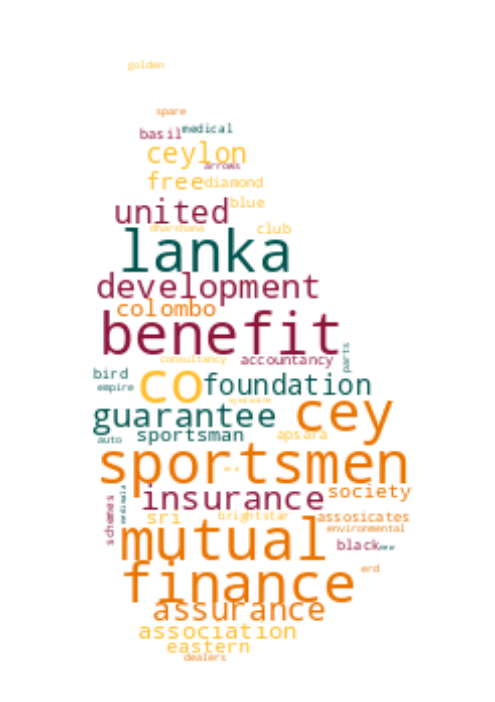 golden
spare
basil medical
ceylon
arrows
free diamond
united blue
dharshana club
lanka
development
colombo
benefit
parts
consultancy accountancy
bird co foundation
empire
cey
guarantee
auto sportsman apsara
sportsmen
insurance society
schemes
sri brightstar assosicates
mutual environmental
black
finance erd
assurance
association
eastern
dealers